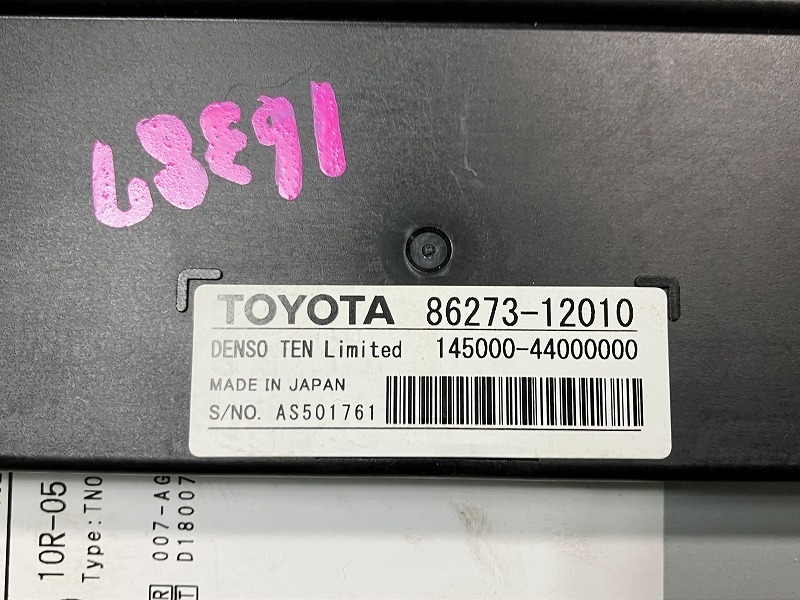 16387
TOYOTA 86273-12010
DENSO TEN Limited 145000-44000000
MADE IN JAPAN
S/NO. AS501761
10R-05
Type:TN0
R 007-AG
T D18007